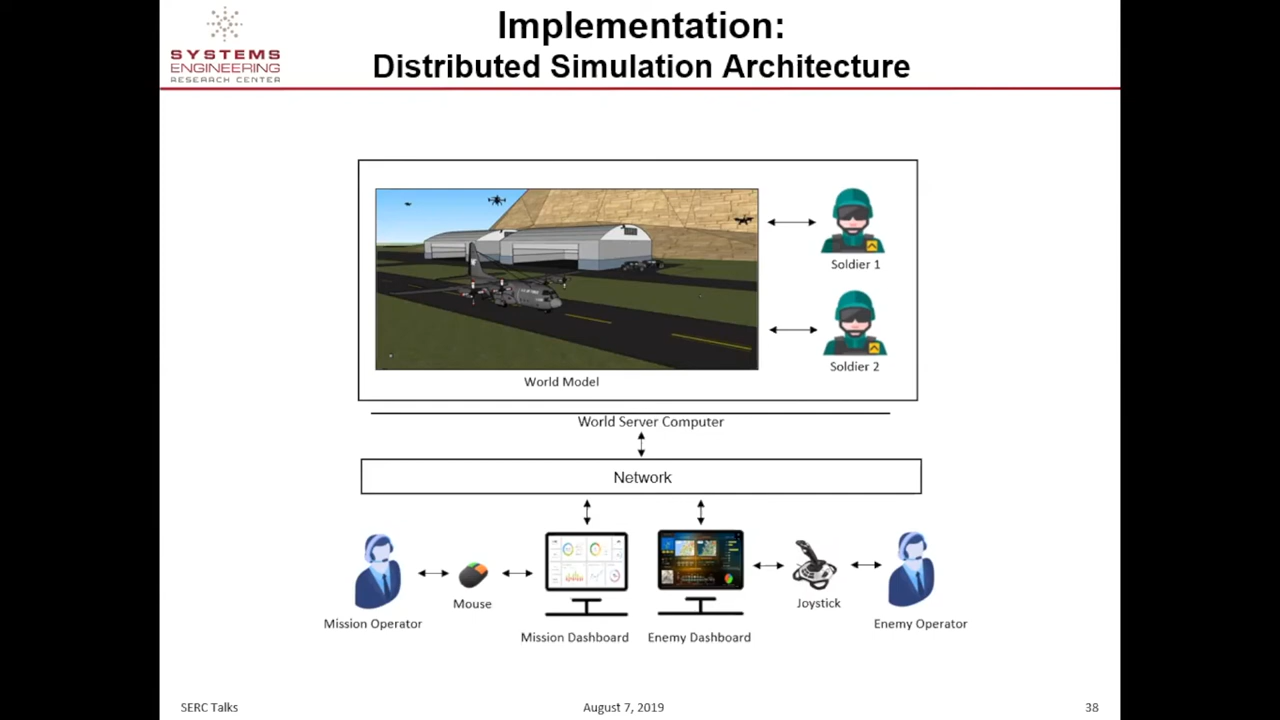 SYSTEMS
ENGINEERING
RESEARCH CENTER
Implementation:
Distributed Simulation Architecture
Soldier 1
Soldier 2
World Model
World Server Computer
Network
Mouse
Joystick
Mission Operator
Enemy Operator
Mission Dashboard
Enemy Dashboard
SERC Talks
August 7, 2019
38